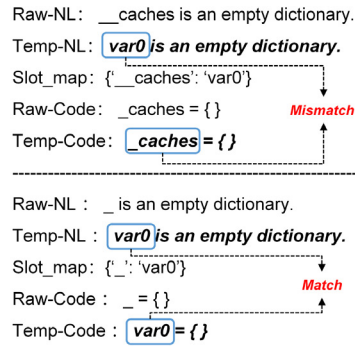 Raw-NL : __caches is an empty dictionary.
Temp-NL : var0 is an empty dictionary.
Slot_map: {‘__caches’: ‘var0’}
Raw-Code : _caches = { }
Mismatch
Temp-Code : _caches = { }
Raw-NL : _ is an empty dictionary.
Temp-NL : var0 is an empty dictionary.
Slot_map: {‘_’: ‘var0’}
Match
Raw-Code : _ = { }
Temp-Code : var0 = { }